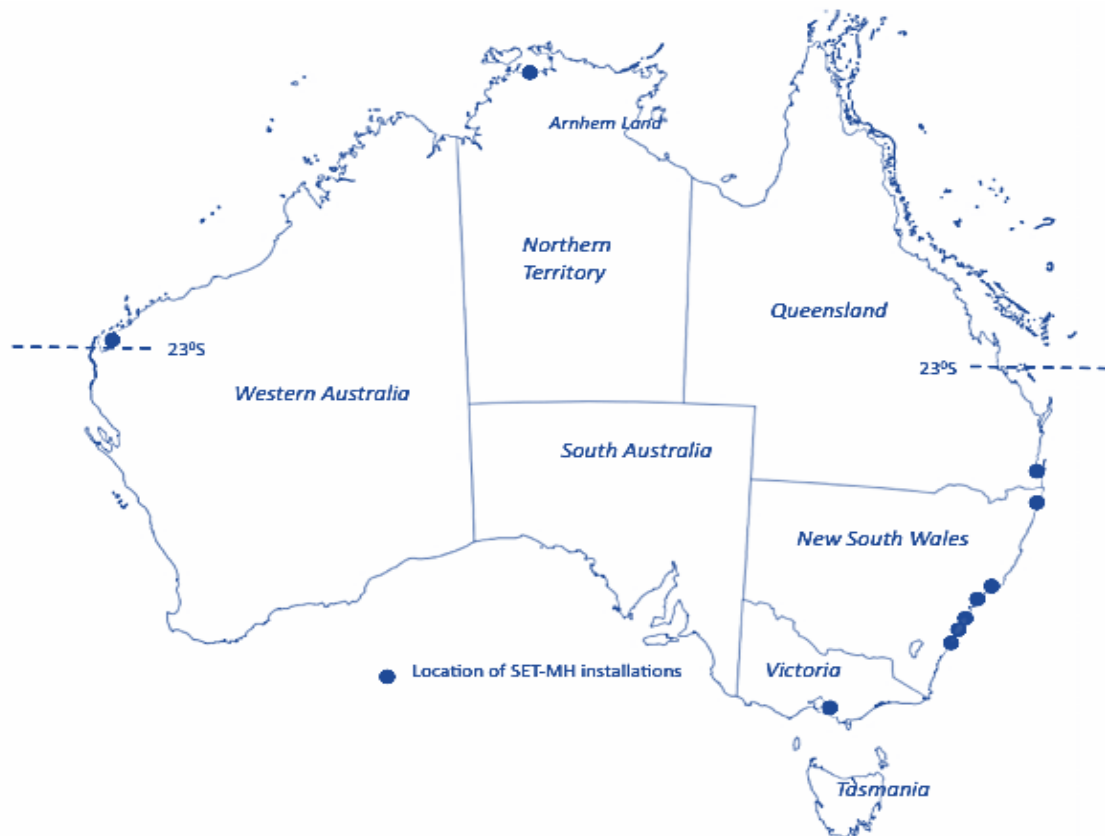 Arnhem Land
Northern
Territory
Queensland
23⁰S
23⁰S
Western Australia
South Australia
New South Wales
Location of SET-MH installations
Victoria
Tasmania